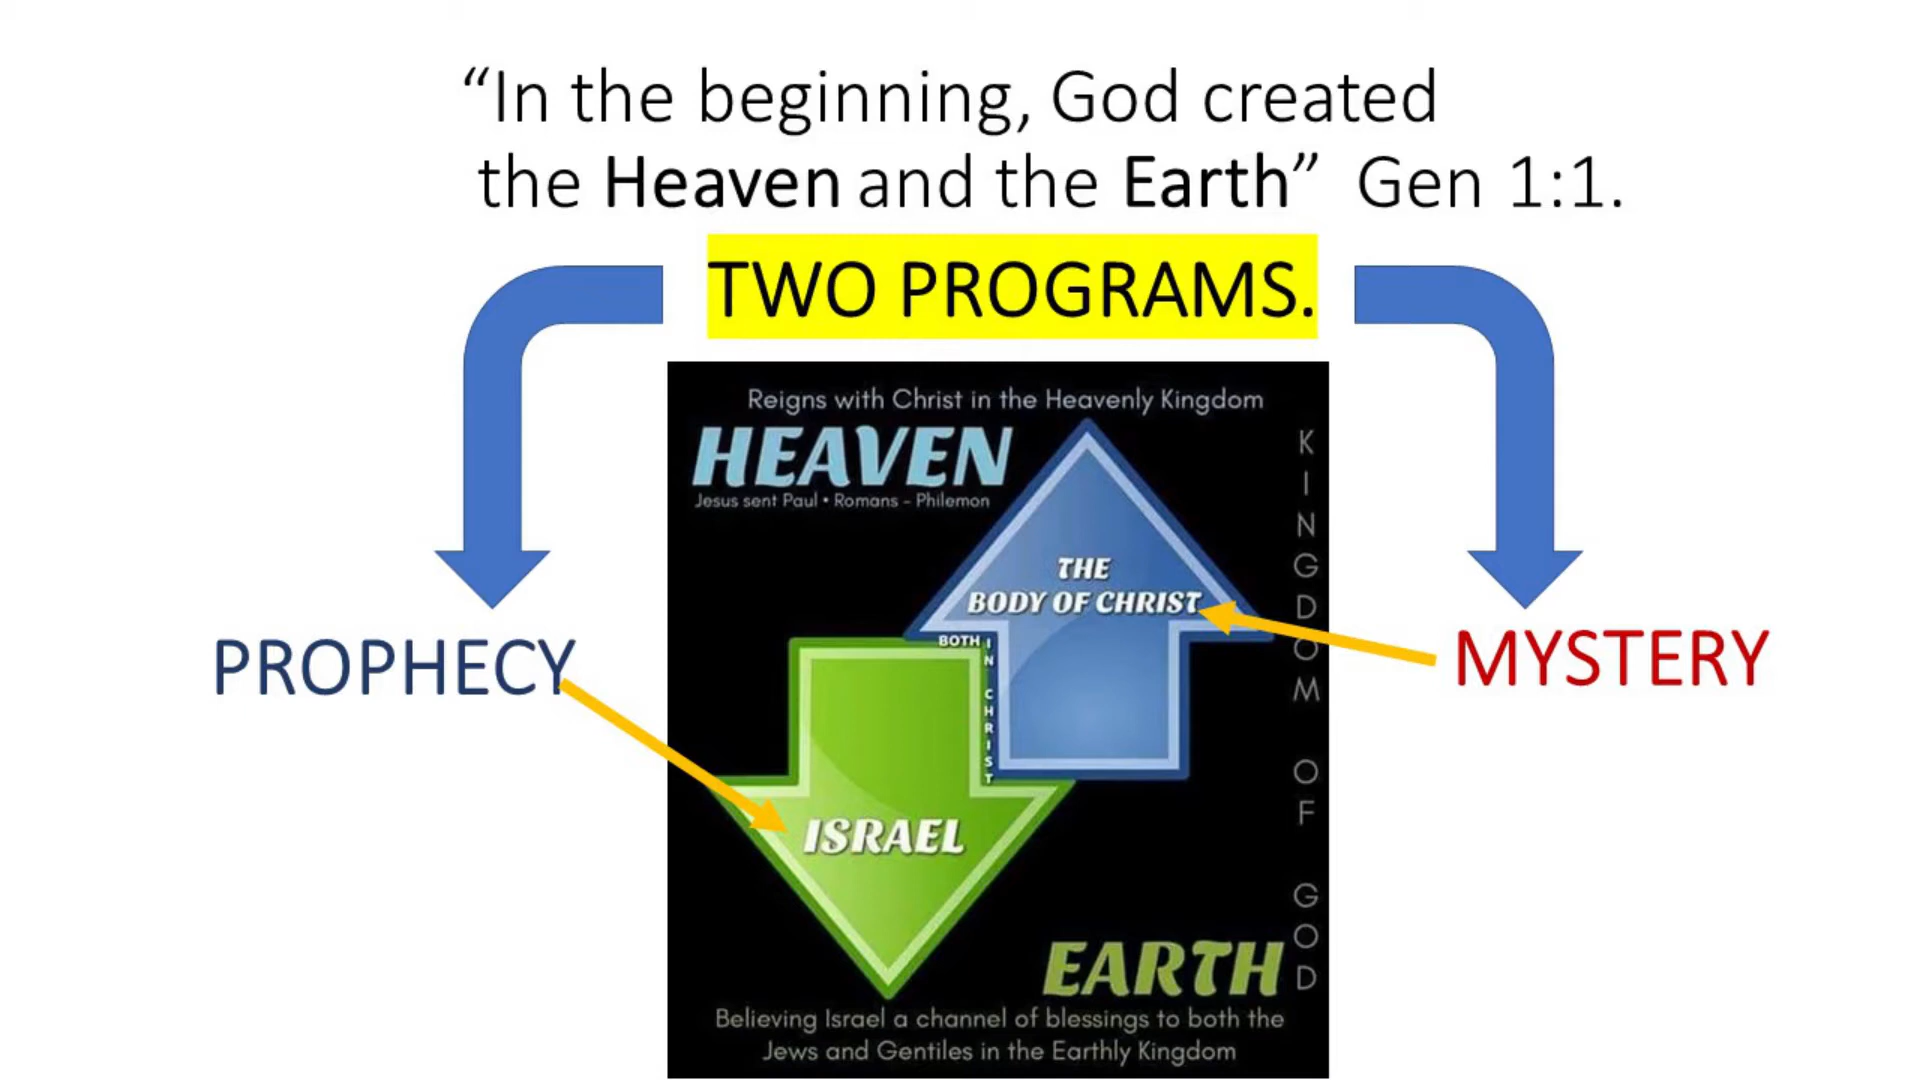 “In the beginning, God created
the Heaven and the Earth” Gen 1:1.
TWO PROGRAMS.
PROPHECY
MYSTERY
Reigns with Christ in the Heavenly Kingdom
HEAVEN
Jesus sent Paul • Romans - Philemon
THE
BODY OF CHRIST
BOTH
IN CHRIST
ISRAEL
KINGDOM OF GOD
EARTH
Believing Israel a channel of blessings to both the
Jews and Gentiles in the Earthly Kingdom